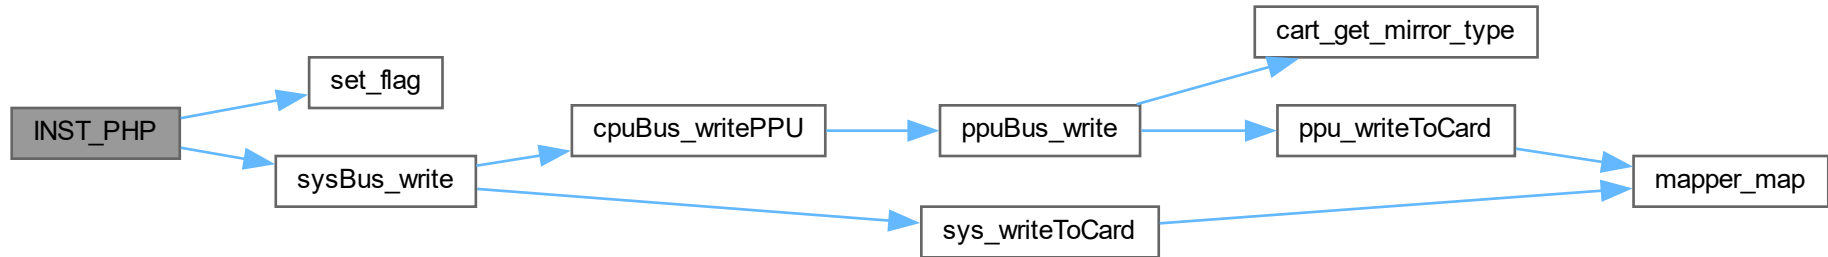 INST_PHP
set_flag
sysBus_write
cpuBus_writePPU
sys_writeToCard
ppuBus_write
cart_get_mirror_type
ppu_writeToCard
mapper_map